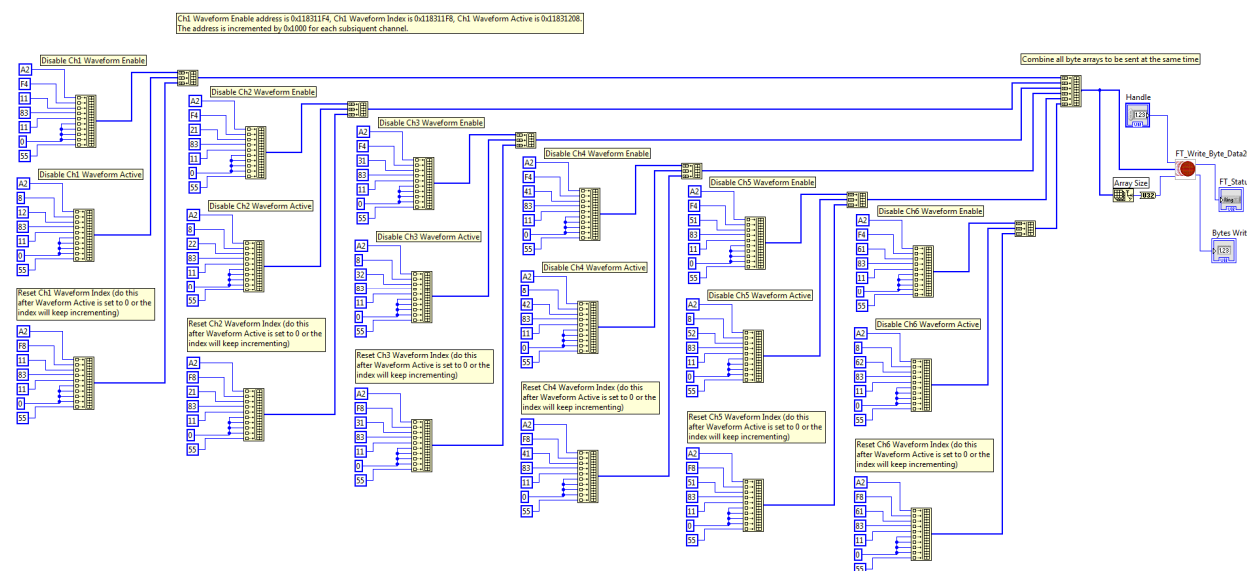 Ch1 Waveform Enable address is 0x118311F4, Ch1 Waveform Index is 0x118311F8, Ch1 Waveform Active is 0x11831208.
The address is incremented by 0x1000 for each subsiquent channel.
Disable Ch1 Waveform Enable
A2
F4
11
83
11
0
55
Disable Ch1 Waveform Active
A2
8
12
83
11
0
55
Reset Ch1 Waveform Index (do this
after Waveform Active is set to 0 or the
index will keep incrementing)
A2
F8
11
83
11
0
55
Disable Ch2 Waveform Enable
A2
F4
21
83
11
0
55
Disable Ch2 Waveform Active
A2
8
22
83
11
0
55
Reset Ch2 Waveform Index (do this
after Waveform Active is set to 0 or the
index will keep incrementing)
A2
F8
21
83
11
0
55
Disable Ch3 Waveform Enable
A2
F4
31
83
11
0
55
Disable Ch3 Waveform Active
A2
8
32
83
11
0
55
Reset Ch3 Waveform Index (do this
after Waveform Active is set to 0 or the
index will keep incrementing)
A2
F8
31
83
11
0
55
Disable Ch4 Waveform Enable
A2
F4
41
83
11
0
55
Disable Ch4 Waveform Active
A2
8
42
83
11
0
55
Reset Ch4 Waveform Index (do this
after Waveform Active is set to 0 or the
index will keep incrementing)
A2
F8
41
83
11
0
55
Disable Ch5 Waveform Enable
A2
F4
51
83
11
0
55
Disable Ch5 Waveform Active
A2
8
52
83
11
0
55
Reset Ch5 Waveform Index (do this
after Waveform Active is set to 0 or the
index will keep incrementing)
A2
F8
51
83
11
0
55
Disable Ch6 Waveform Enable
A2
F4
61
83
11
0
55
Disable Ch6 Waveform Active
A2
8
62
83
11
0
55
Reset Ch6 Waveform Index (do this
after Waveform Active is set to 0 or the
index will keep incrementing)
A2
F8
61
83
11
0
55
Combine all byte arrays to be sent at the same time
Handle
1.23
FT_Write_Byte_Data2
Array Size
U32
FT_Statu
Ring
Bytes Writ
1.23